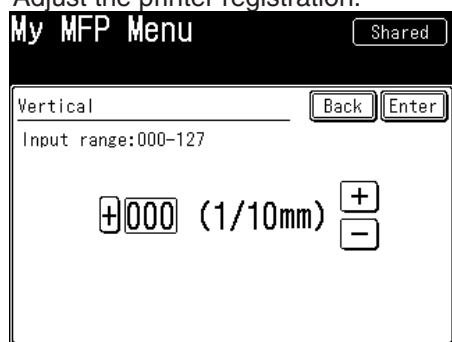 Adjust the printer registration.
My MFP Menu Shared
Vertical Back Enter
Input range:000-127
+000 (1/10mm) +
−